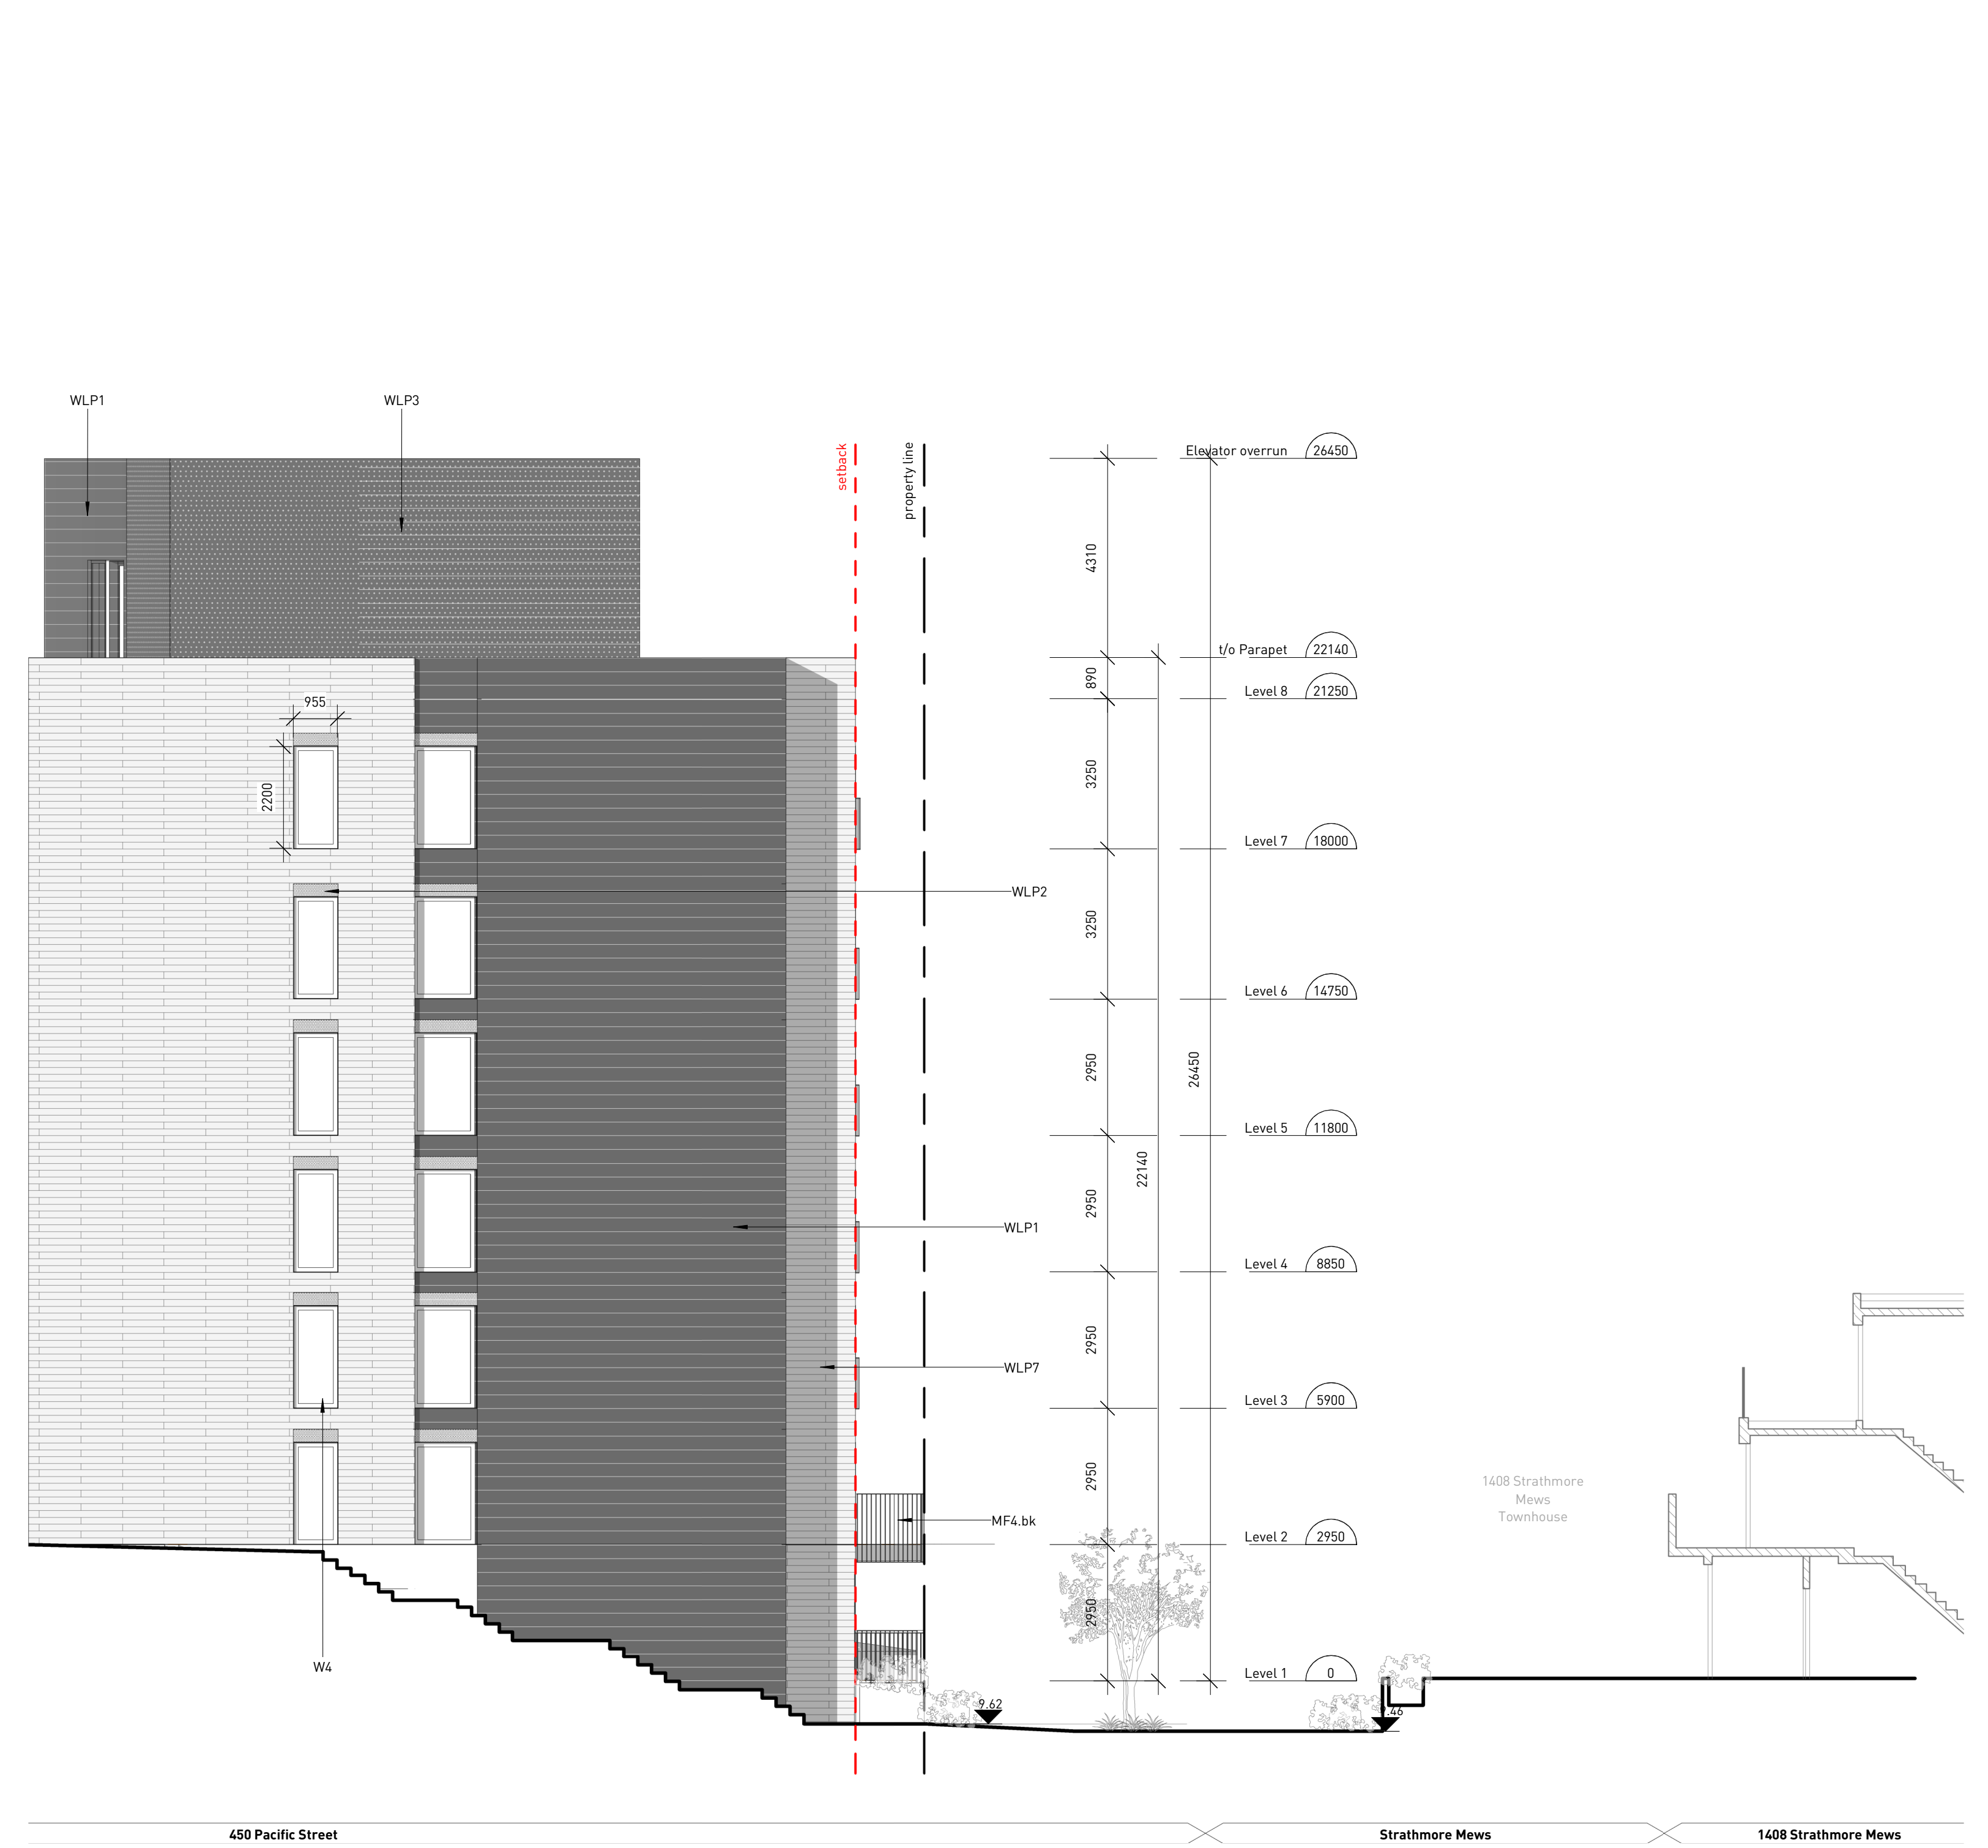 WLP1
WLP3
setback
property line
Elevator overrun 26450
4310
t/o Parapet 22140
890
Level 8 21250
955
3250
2200
Level 7 18000
WLP2
3250
Level 6 14750
2950
26450
Level 5 11800
22140
2950
WLP1
Level 4 8850
2950
WLP7
Level 3 5900
2950
1408 Strathmore
Mews
Townhouse
MF4.bk
Level 2 2950
2950
W4
Level 1 0
9.62
.46
450 Pacific Street
Strathmore Mews
1408 Strathmore Mews